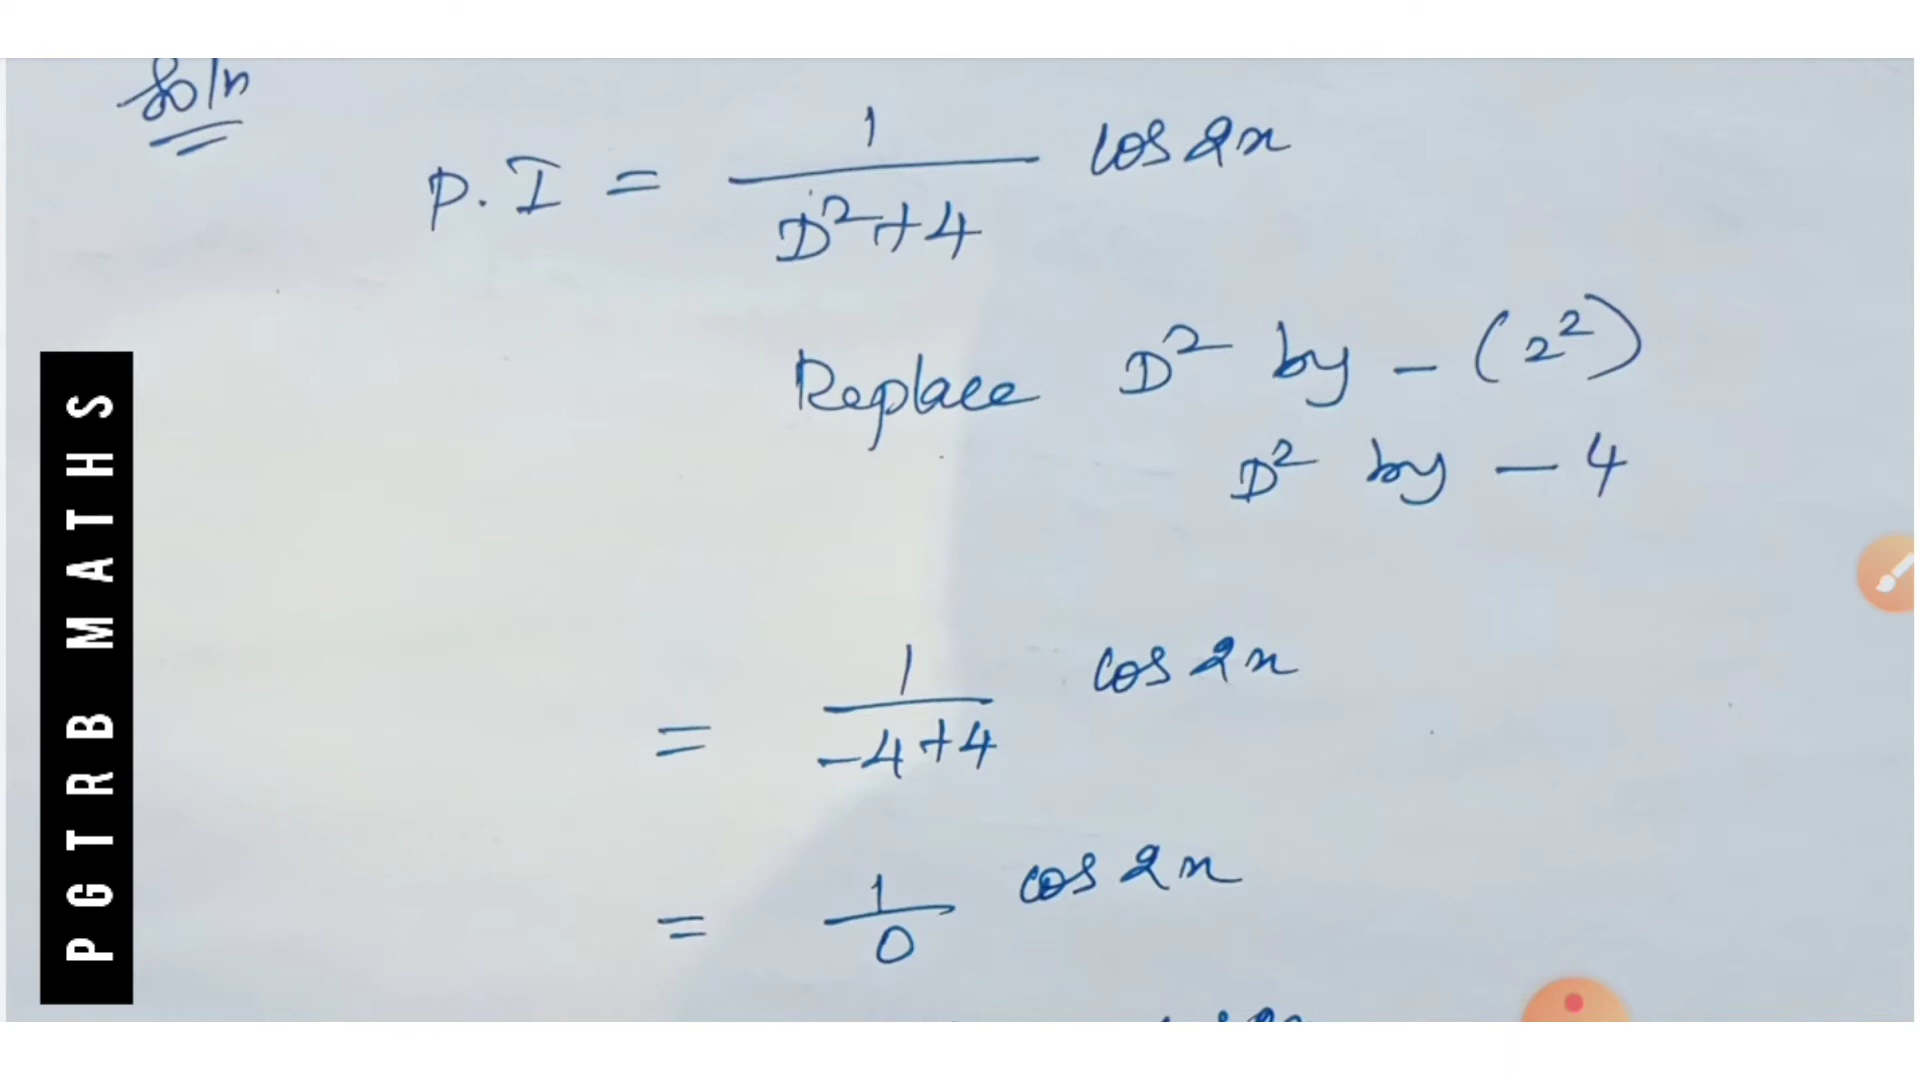 Soln
P.I = 1/(D²+4) cos 2x
Replace D² by -(2²)
D² by -4
= 1/(-4+4) cos 2x
= 1/0 cos 2x
PGTRB MATHS